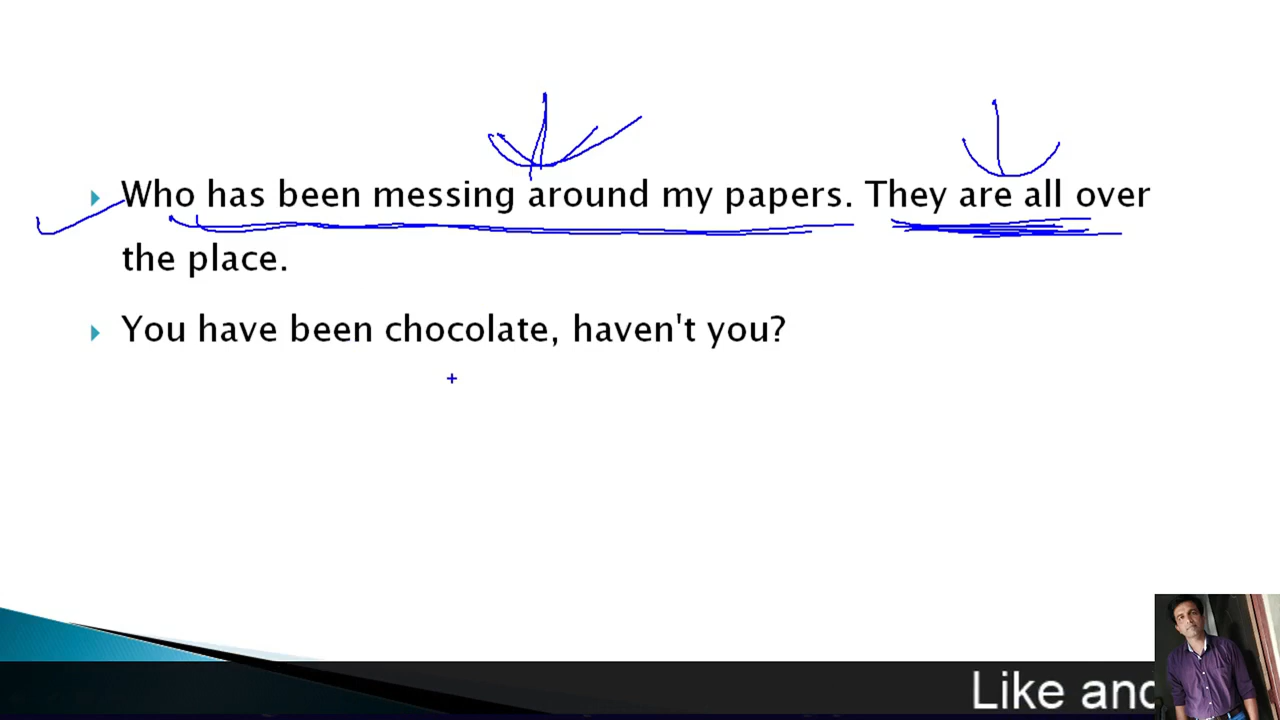 Who has been messing around my papers. They are all over
the place.
You have been chocolate, haven't you?
Like and